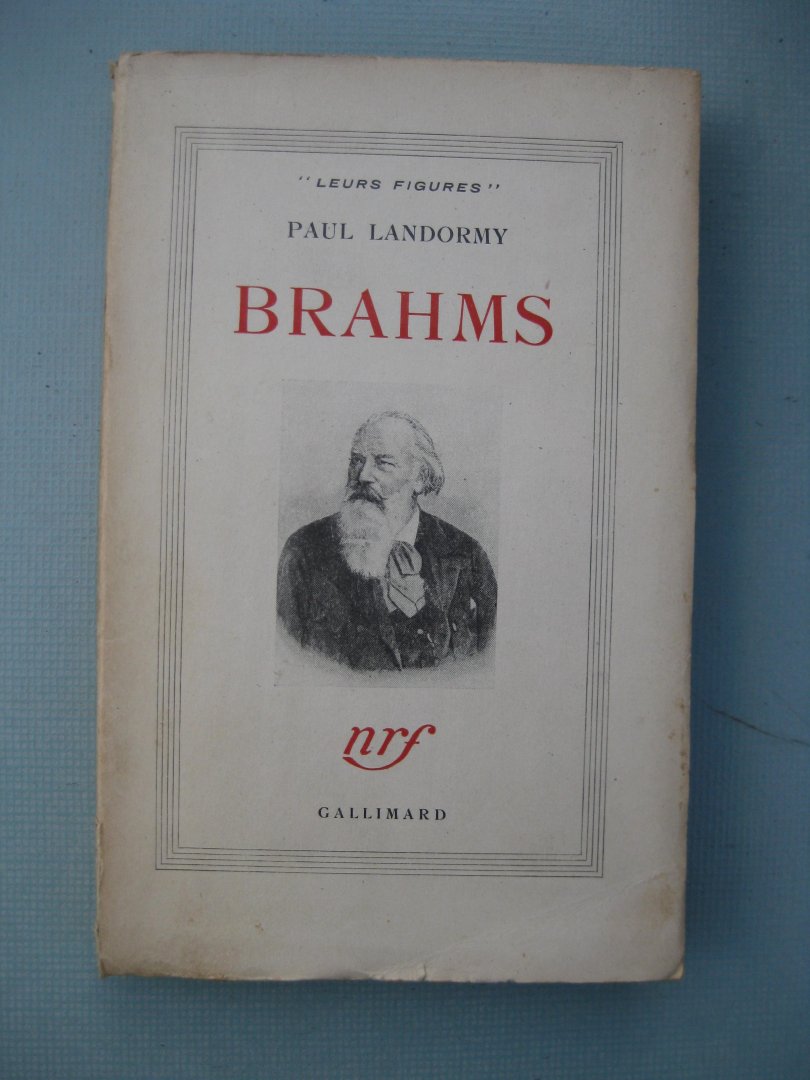 "LEURS FIGURES"
PAUL LANDORMY
BRAHMS
nrf
GALLIMARD